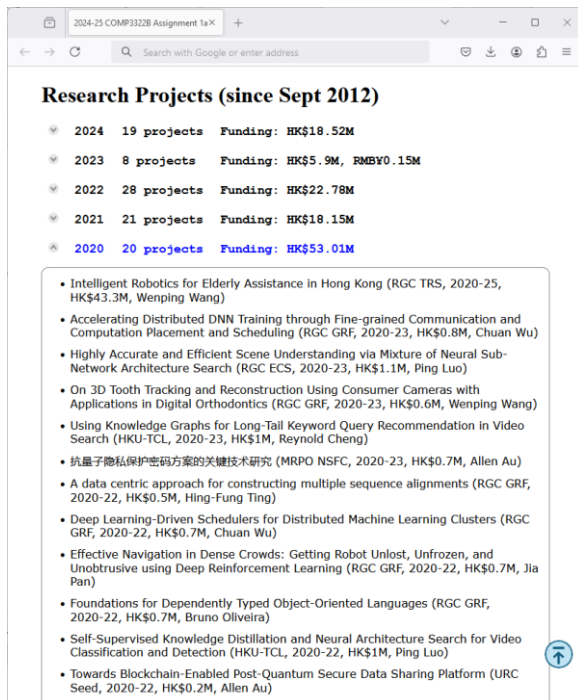 2024-25 COMP3322B Assignment 1a
Search with Google or enter address
Research Projects (since Sept 2012)
2024 19 projects Funding: HK$18.52M
2023 8 projects Funding: HK$5.9M, RMB¥0.15M
2022 28 projects Funding: HK$22.78M
2021 21 projects Funding: HK$18.15M
2020 20 projects Funding: HK$53.01M
• Intelligent Robotics for Elderly Assistance in Hong Kong (RGC TRS, 2020-25,
HK$43.3M, Wenping Wang)
• Accelerating Distributed DNN Training through Fine-grained Communication and
Computation Placement and Scheduling (RGC GRF, 2020-23, HK$0.8M, Chuan Wu)
• Highly Accurate and Efficient Scene Understanding via Mixture of Neural Sub-
Network Architecture Search (RGC ECS, 2020-23, HK$1.1M, Ping Luo)
• On 3D Tooth Tracking and Reconstruction Using Consumer Cameras with
Applications in Digital Orthodontics (RGC GRF, 2020-23, HK$0.6M, Wenping Wang)
• Using Knowledge Graphs for Long-Tail Keyword Query Recommendation in Video
Search (HKU-TCL, 2020-23, HK$1M, Reynold Cheng)
• 抗量子隐私保护密码方案的关键技术研究 (MRPO NSFC, 2020-23, HK$0.7M, Allen Au)
• A data centric approach for constructing multiple sequence alignments (RGC GRF,
2020-22, HK$0.5M, Hing-Fung Ting)
• Deep Learning-Driven Schedulers for Distributed Machine Learning Clusters (RGC
GRF, 2020-22, HK$0.7M, Chuan Wu)
• Effective Navigation in Dense Crowds: Getting Robot Unlost, Unfrozen, and
Unobtrusive using Deep Reinforcement Learning (RGC GRF, 2020-22, HK$0.7M, Jia
Pan)
• Foundations for Dependently Typed Object-Oriented Languages (RGC GRF,
2020-22, HK$0.7M, Bruno Oliveira)
• Self-Supervised Knowledge Distillation and Neural Architecture Search for Video
Classification and Detection (HKU-TCL, 2020-22, HK$1M, Ping Luo)
• Towards Blockchain-Enabled Post-Quantum Secure Data Sharing Platform (URC
Seed, 2020-22, HK$0.2M, Allen Au)